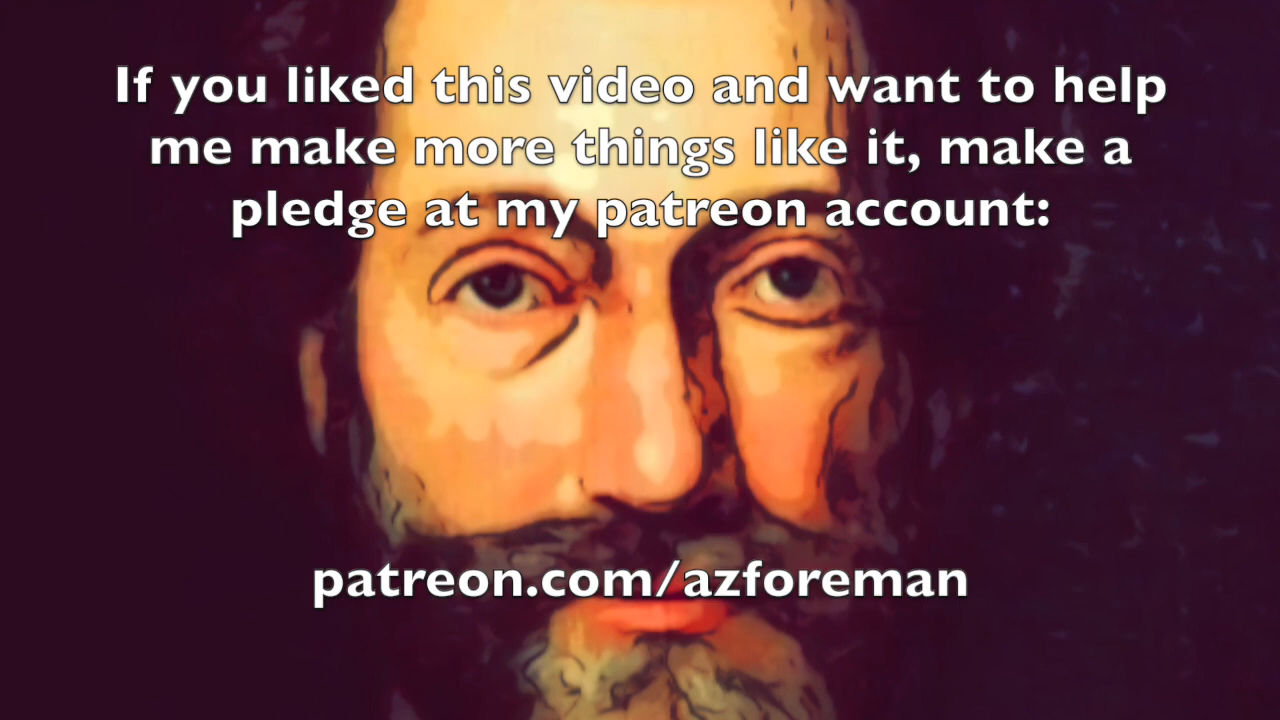 If you liked this video and want to help
me make more things like it, make a
pledge at my patreon account:
patreon.com/azforeman